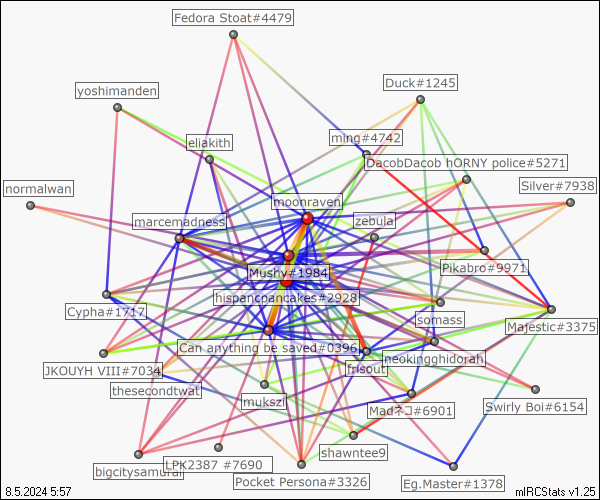 Fedora Stoat#4479
Duck#1245
yoshimanden
ming#4742
eliakith
DacobDacob hORNY police#5271
normalwan
Silver#7938
moonraven
marcemadness
zebula
Pikabro#9971
Mushy#1984
hispancpancakes#2928
Cypha#1717
somass
Majestic#3375
Can anything be saved#0396
neokingghidorah
frisout
JKOUYH VIII#7034
thesecondtwat
mukszi
Madネコ#6901
Swirly Boi#6154
shawntee9
bigcitysamurai
LPK2387 #7690
Pocket Persona#3326
Eg.Master#1378
8.5.2024 5:57
mIRCStats v1.25